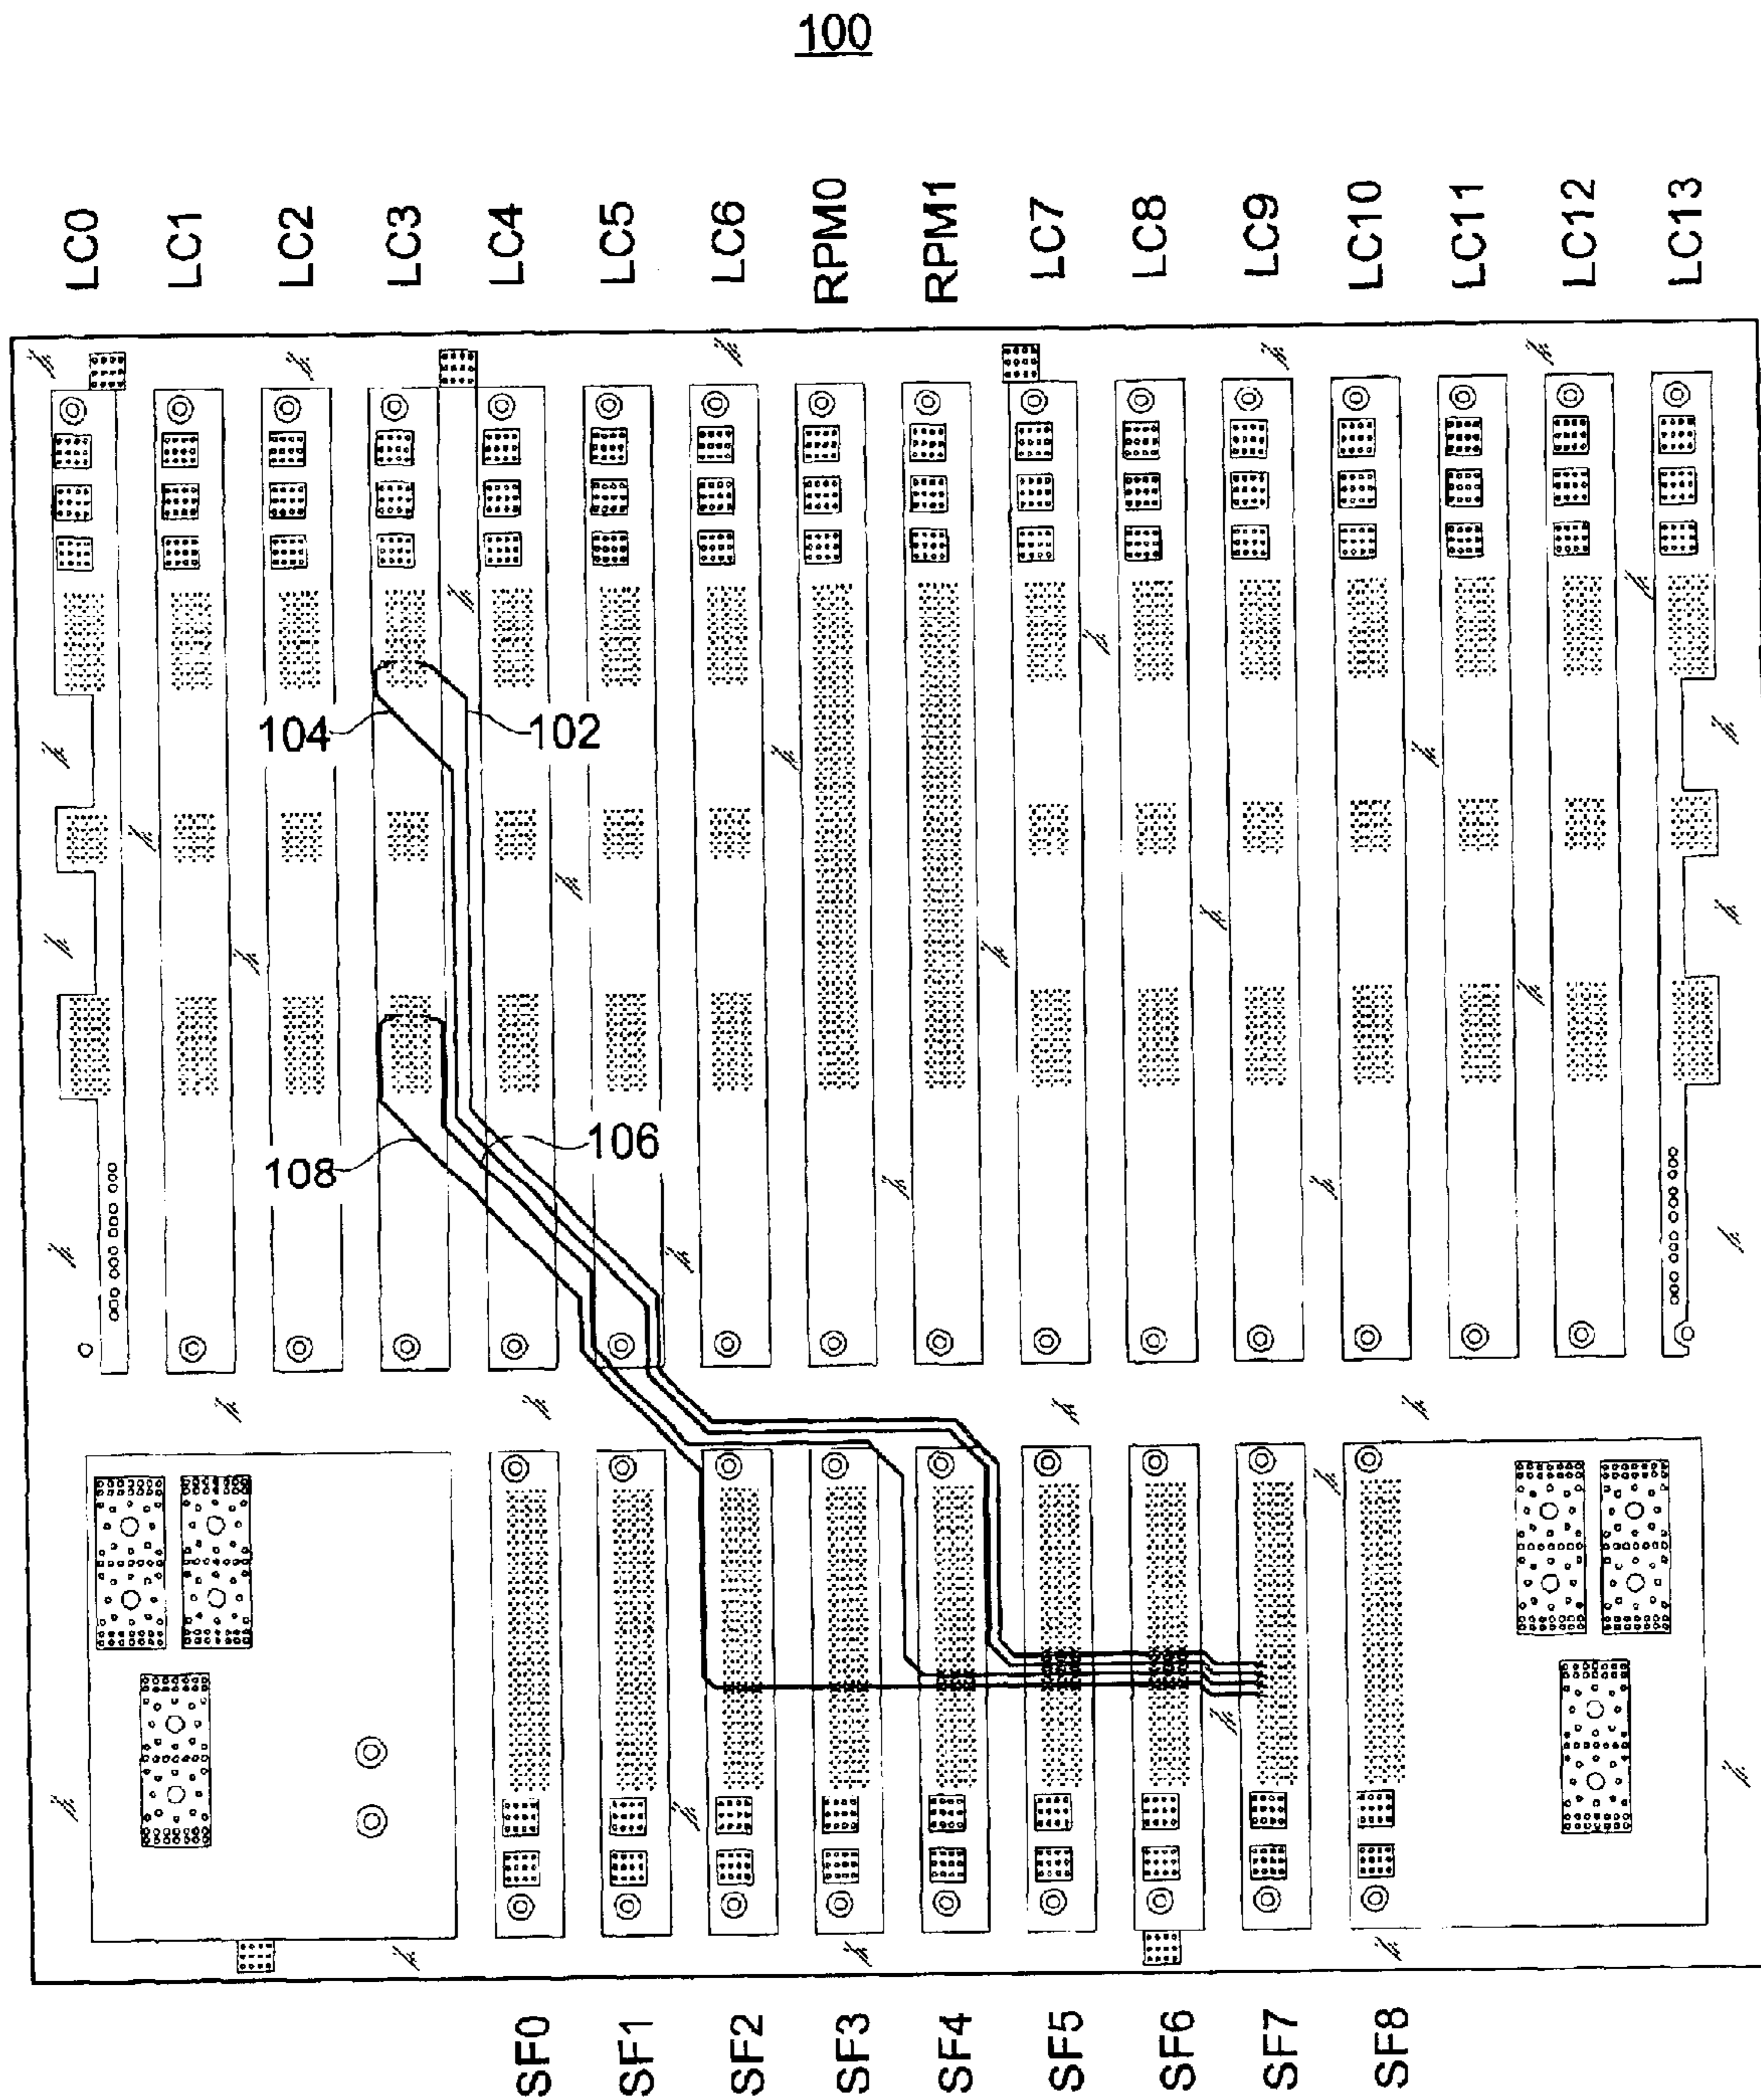 100
LC0
LC1
LC2
LC3
LC4
LC5
LC6
RPM0
RPM1
LC7
LC8
LC9
LC10
LC11
LC12
LC13
104
102
106
108
SF0
SF1
SF2
SF3
SF4
SF5
SF6
SF7
SF8